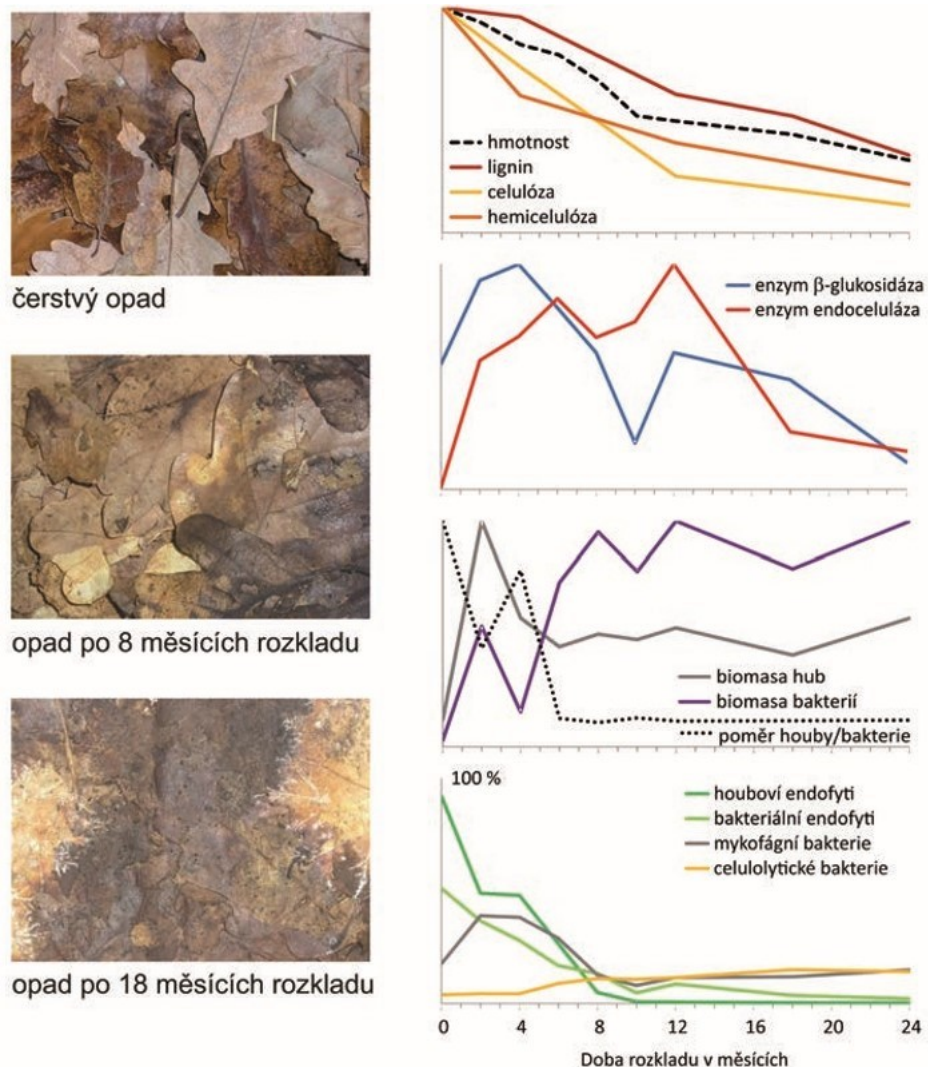 čerstvý opad
opad po 8 měsících rozkladu
opad po 18 měsících rozkladu
hmotnost
lignin
celulóza
hemicelulóza
enzym β-glukosidáza
enzym endoceluláza
biomasa hub
biomasa bakterií
poměr houby/bakterie
100 %
houboví endofyti
bakteriální endofyti
mykofágní bakterie
celulolytické bakterie
0 4 8 12 16 20 24
Doba rozkladu v měsících